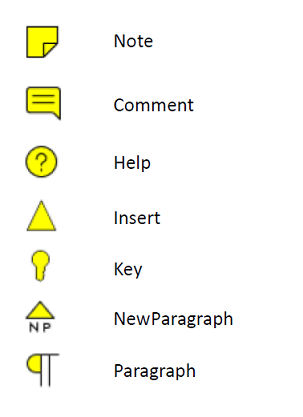 Note
Comment
? Help
Insert
Key
NP NewParagraph
¶ Paragraph